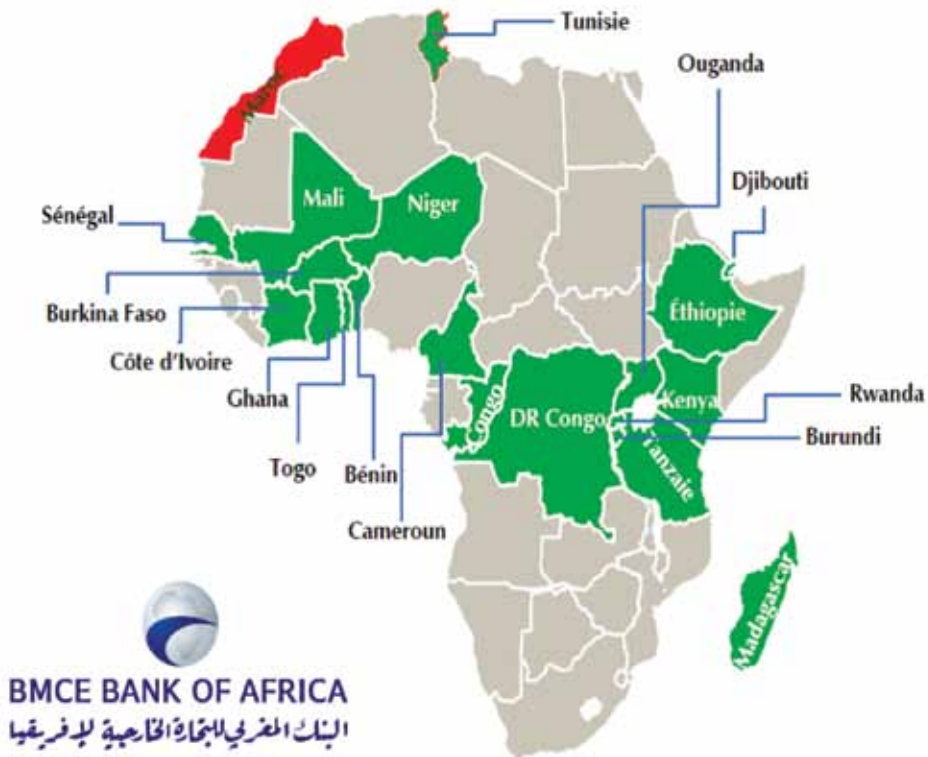 Tunisie
Ouganda
Maroc
Djibouti
Mali
Niger
Sénégal
Burkina Faso
Éthiopie
Côte d'Ivoire
Ghana
Congo
DR Congo
Kenya
Rwanda
Burundi
Togo
Bénin
Tanzaie
Cameroun
Madagascar
BMCE BANK OF AFRICA
البنك المغربي للتجارة الخارجية لإفريقيا